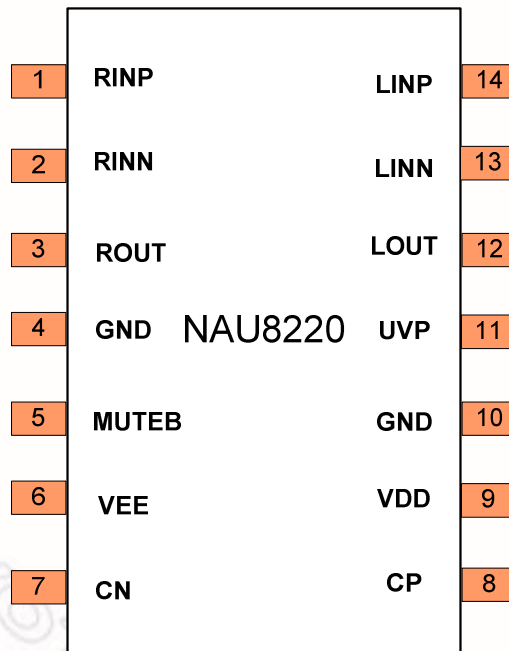 1 RINP LINP 14
2 RINN LINN 13
3 ROUT LOUT 12
4 GND NAU8220 UVP 11
5 MUTEB GND 10
6 VEE VDD 9
7 CN CP 8